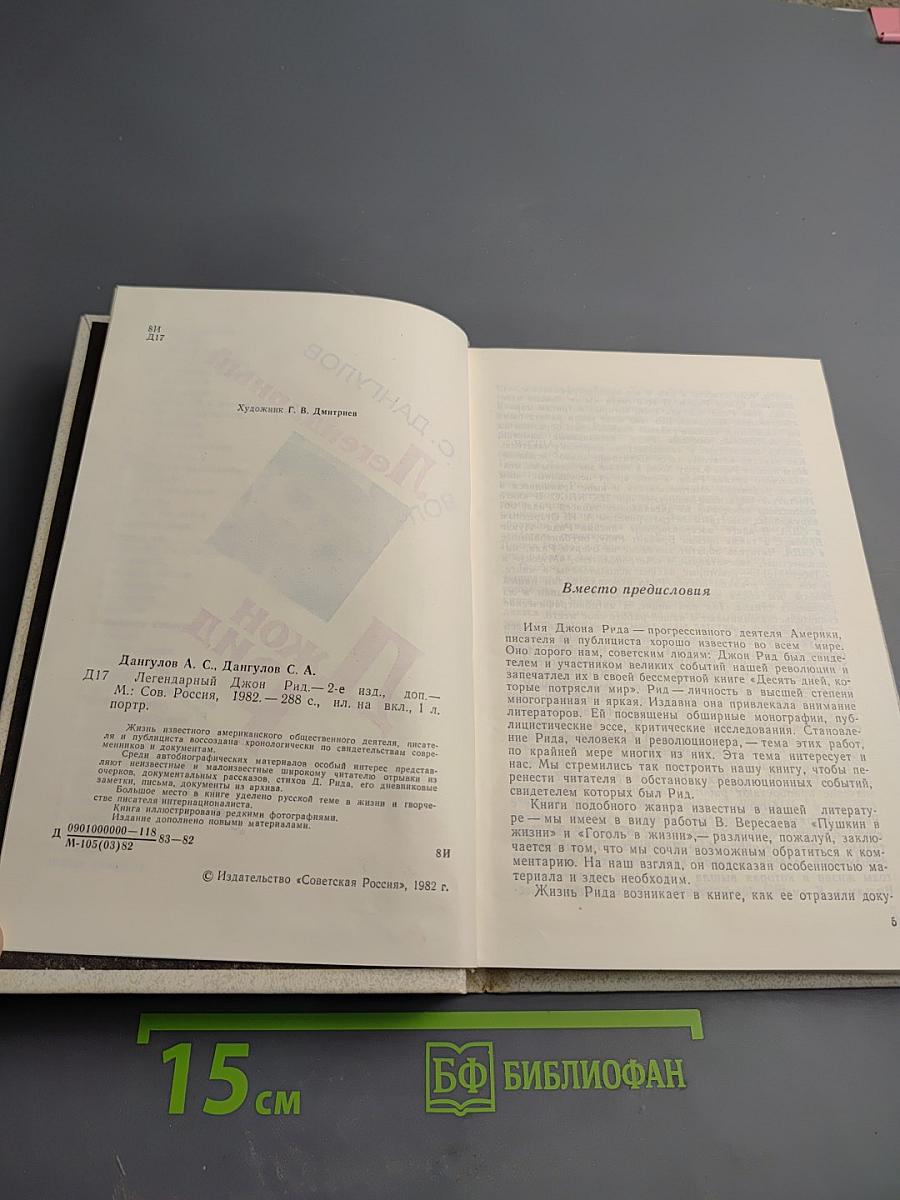 8И
Д17
Художник Г. В. Дмитриев
Дангулов А. С., Дангулов С. А.
Д17 Легендарный Джон Рид.— 2-е изд., доп.—
М.: Сов. Россия, 1982. — 288 с., ил. на вкл., 1 л.
портр.
Жизнь известного американского общественного деятеля, писате-
ля и публициста воссоздана хронологически по свидетельствам совре-
менников и документам.
Среди автобиографических материалов особый интерес представ-
ляют неизвестные и малоизвестные широкому читателю отрывки из
очерков, документальных рассказов, стихов Д. Рида, его дневниковые
заметки, письма, документы из архива.
Большое место в книге уделено русской теме в жизни и творче-
стве писателя интернационалиста.
Книга иллюстрирована редкими фотографиями.
Издание дополнено новыми материалами.
Д 0901000000—118 83—82
М-105(03)82
8И
© Издательство «Советская Россия», 1982 г.
Вместо предисловия
Имя Джона Рида — прогрессивного деятеля Америки,
писателя и публициста хорошо известно во всем мире.
Оно дорого нам, советским людям: Джон Рид был свиде-
телем и участником великих событий нашей революции и
запечатлел их в своей бессмертной книге «Десять дней, ко-
торые потрясли мир». Рид — личность в высшей степени
многогранная и яркая. Издавна она привлекала внимание
литераторов. Ей посвящены обширные монографии, пуб-
лицистические эссе, критические исследования. Становле-
ние Рида, человека и революционера, — тема этих работ,
по крайней мере многих из них. Эта тема интересует и
нас. Мы стремились так построить нашу книгу, чтобы пе-
ренести читателя в обстановку революционных событий,
свидетелем которых был Рид.
Книги подобного жанра известны в нашей литерату-
ре — мы имеем в виду работы В. Вересаева «Пушкин в
жизни» и «Гоголь в жизни»,— различие, пожалуй, заклю-
чается в том, что мы сочли возможным обратиться к ком-
ментарию. На наш взгляд, он подсказан особенностью ма-
териала и здесь необходим.
Жизнь Рида возникает в книге, как ее отразили доку-
5
15 см
БФ БИБЛИОФАН